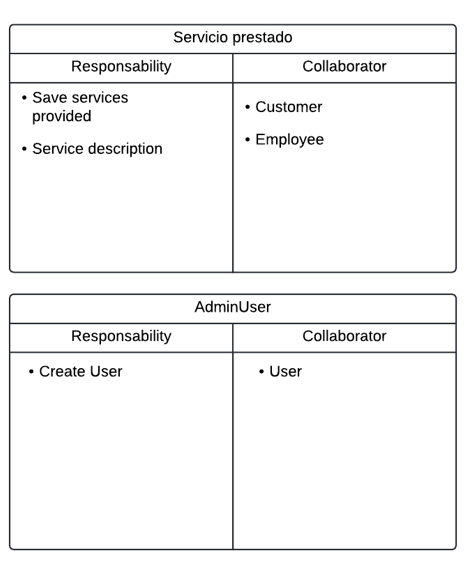 Servicio prestado
Responsability
Collaborator
• Save services
provided
• Service description
• Customer
• Employee
AdminUser
Responsability
Collaborator
• Create User
• User